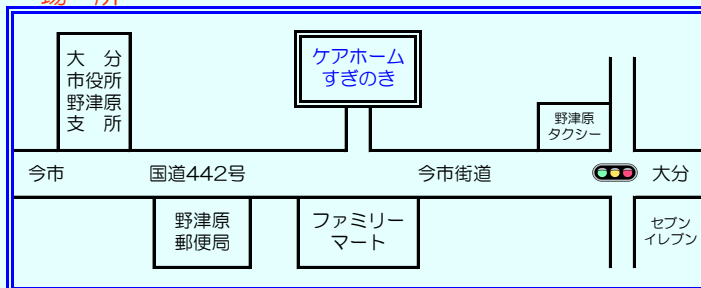 場 所
大 分
市役所
野津原
支 所
ケアホーム
すぎのき
野津原
タクシー
今市
国道442号
今市街道
大分
野津原
郵便局
ファミリー
マート
セブン
イレブン